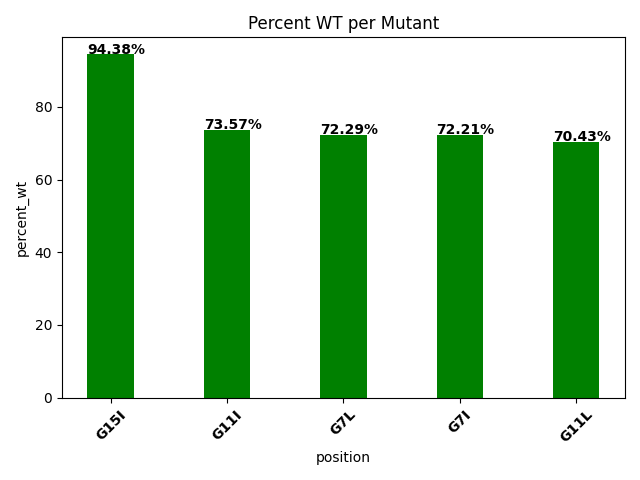 Percent WT per Mutant
94.38%
73.57%
72.29%
72.21%
70.43%
percent_wt
80
60
40
20
0
G15I
G11I
G7L
G7I
G11L
position